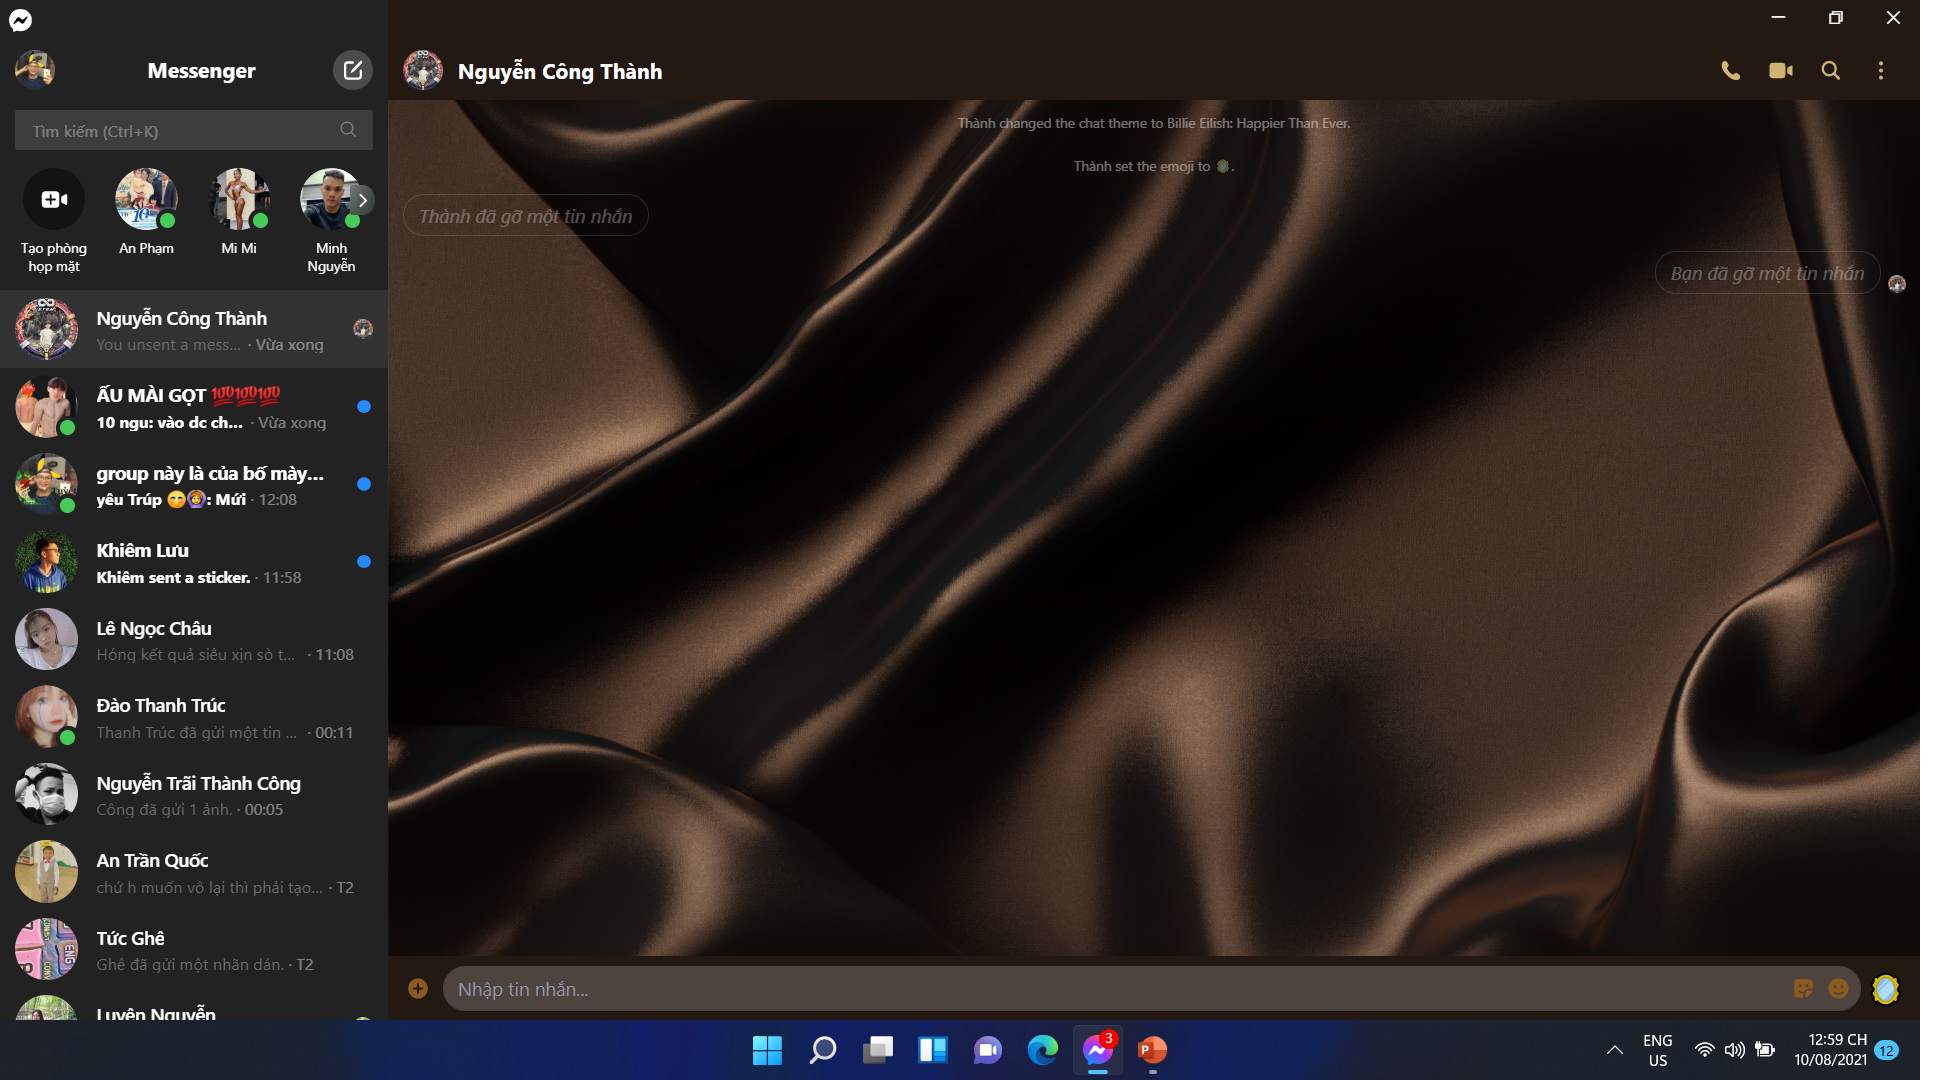 Messenger
Tìm kiếm (Ctrl+K)
Tạo phòng
họp mặt
An Phạm
Mi Mi
Minh
Nguyễn
Nguyễn Công Thành
You unsent a mess... · Vừa xong
ẤU MÀI GỌT 💯💯💯
10 ngu: vào dc ch... · Vừa xong
group này là của bố mày...
yêu Trúp 😙🙆: Mứi · 12:08
Khiêm Lưu
Khiêm sent a sticker. · 11:58
Lê Ngọc Châu
Hóng kết quả siêu xịn sò t... · 11:08
Đào Thanh Trúc
Thanh Trúc đã gửi một tin ... · 00:11
Nguyễn Trãi Thành Công
Công đã gửi 1 ảnh. · 00:05
An Trần Quốc
chứ h muốn vô lại thì phải tạo... · T2
Tức Ghê
Ghê đã gửi một nhãn dán. · T2
Luyên Nguyễn
Nguyễn Công Thành
Thành changed the chat theme to Billie Eilish: Happier Than Ever.
Thành set the emoji to 🪞.
Thành đã gỡ một tin nhắn
Bạn đã gỡ một tin nhắn
Nhập tin nhắn...
3
ENG
US
12:59 CH
10/08/2021
12